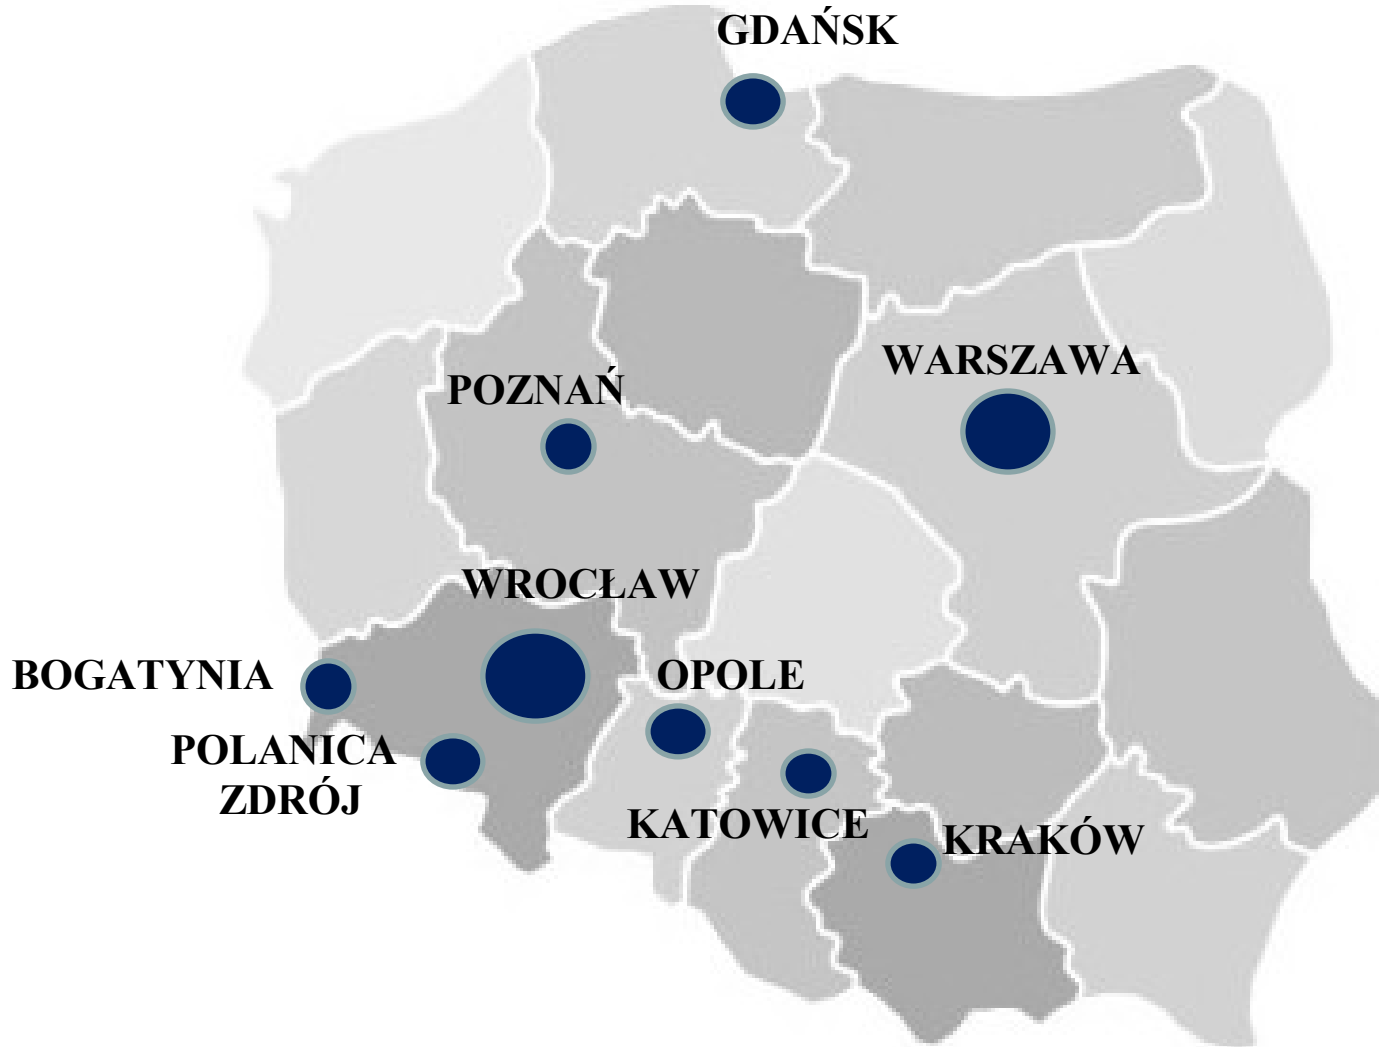 GDAŃSK
WARSZAWA
POZNAŃ
WROCŁAW
BOGATYNIA
OPOLE
POLANICA
ZDRÓJ
KATOWICE
KRAKÓW